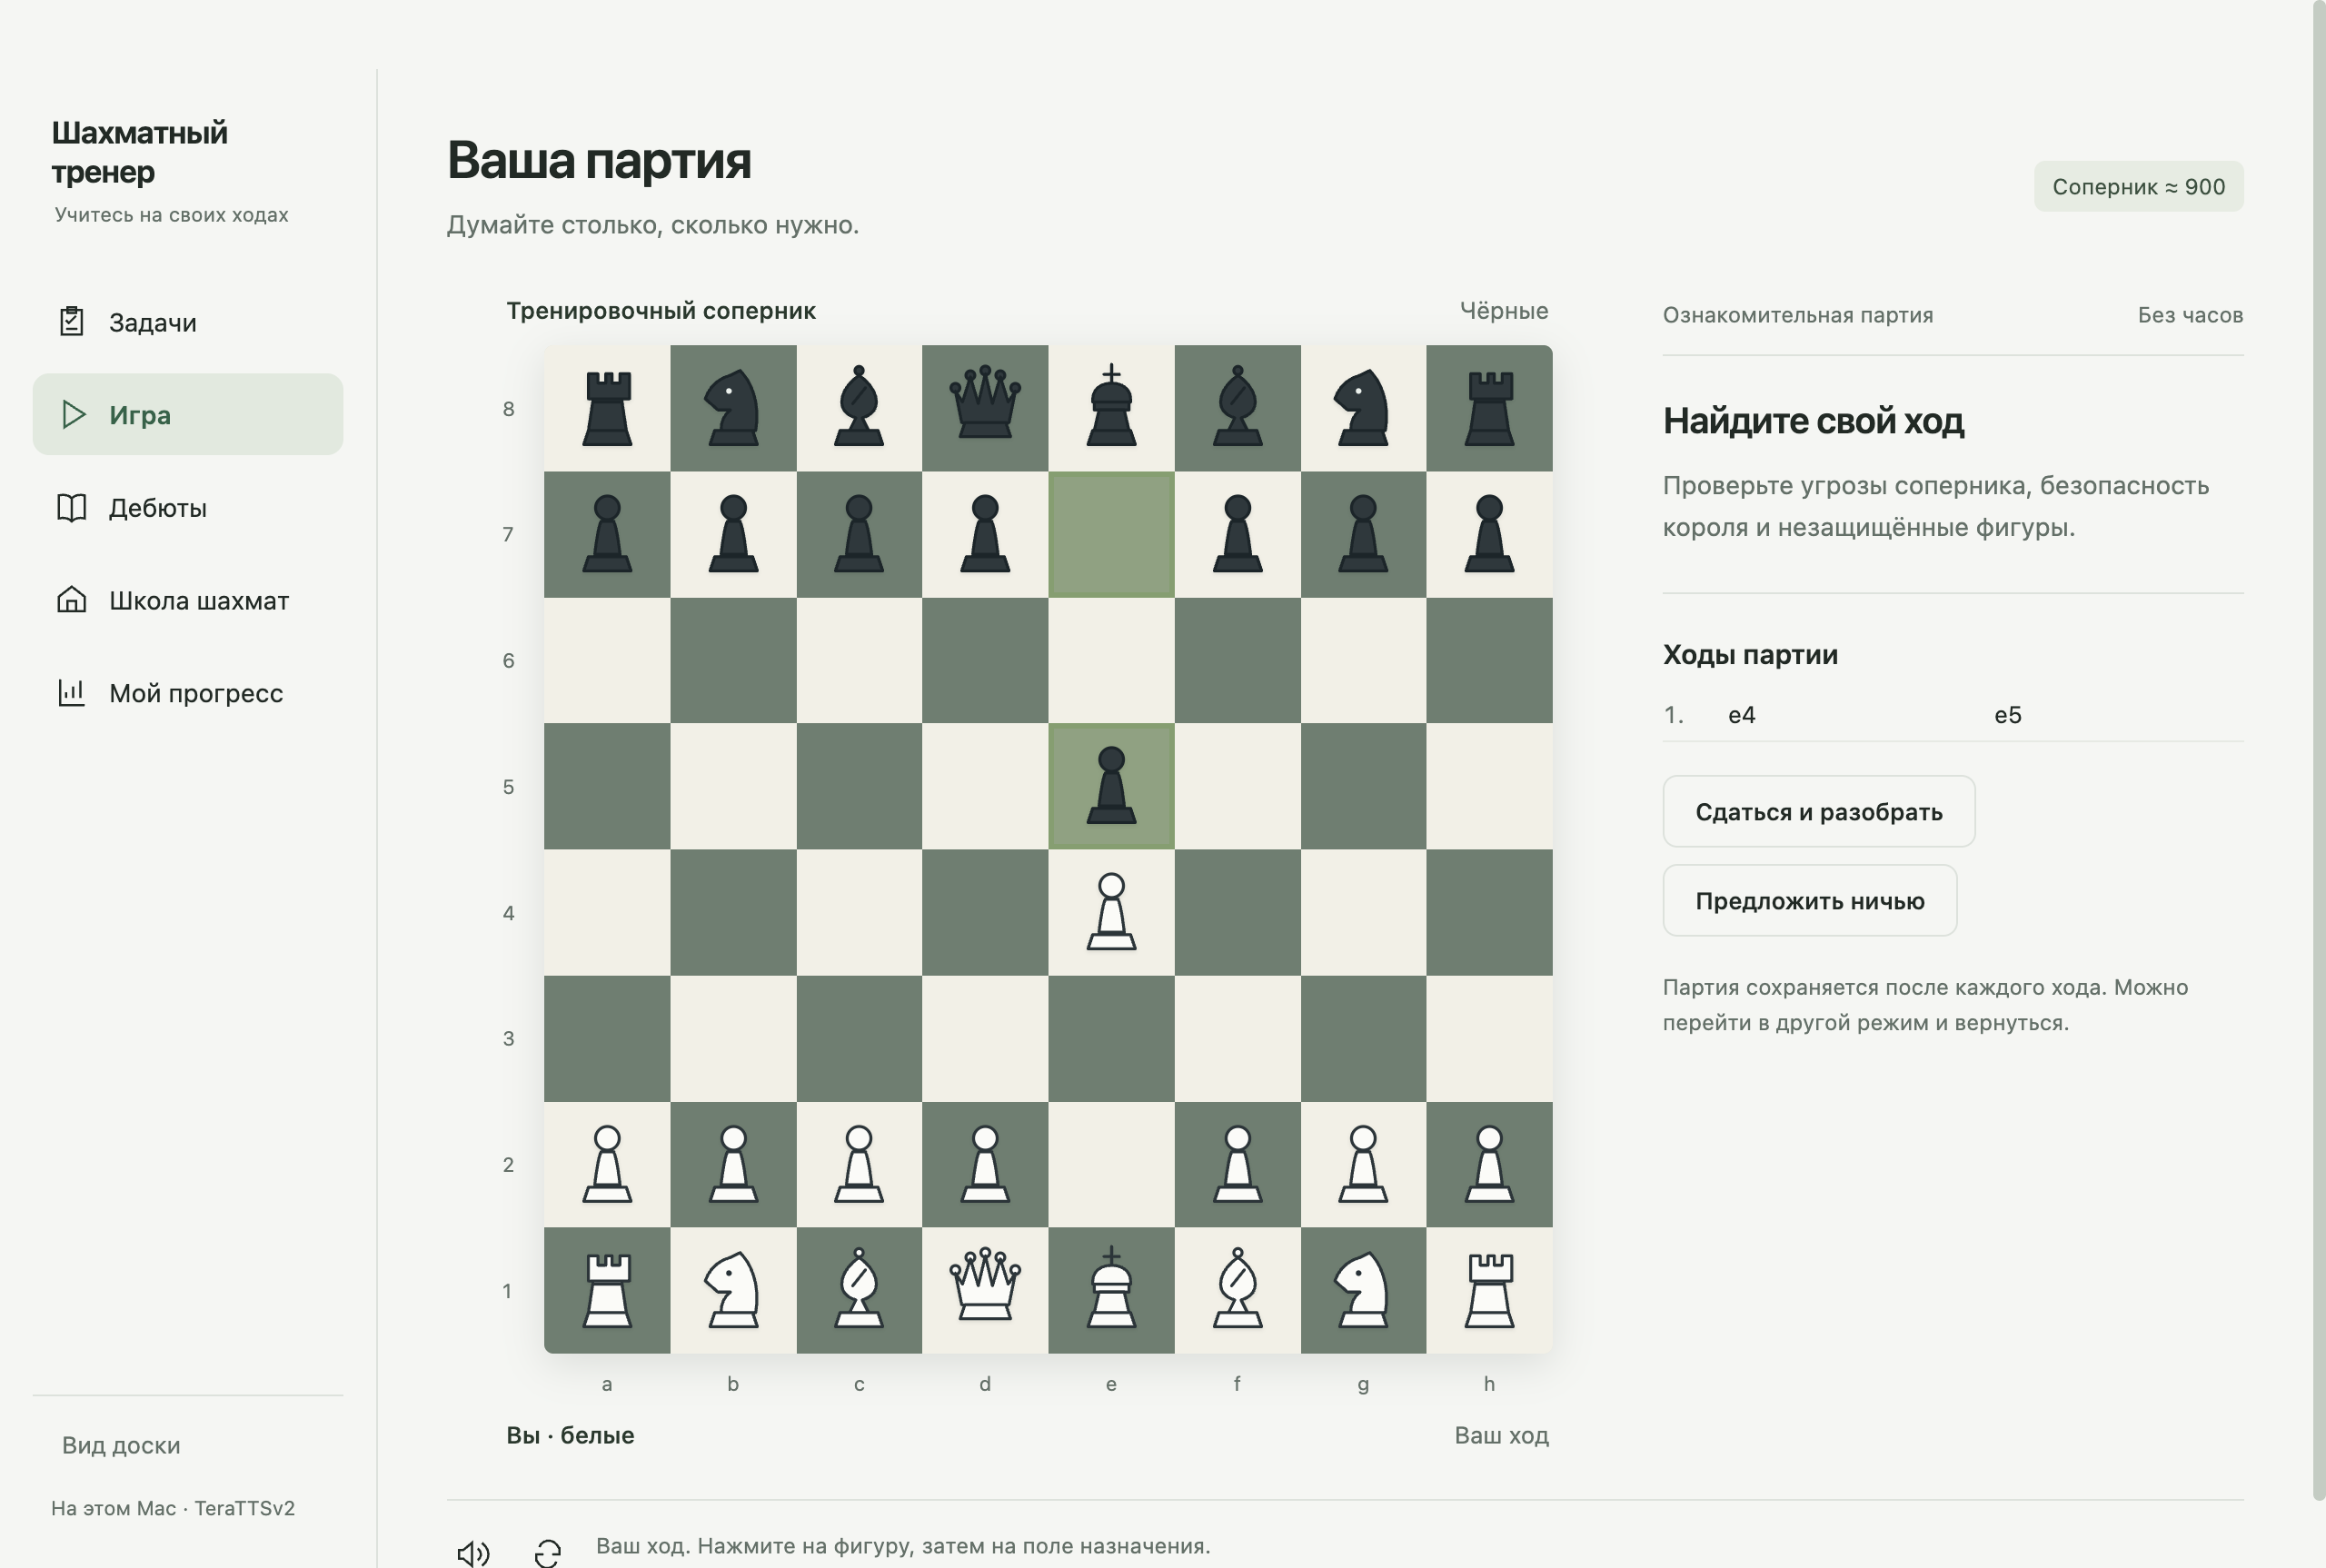 Шахматный
тренер
Учитесь на своих ходах
Задачи
Игра
Дебюты
Школа шахмат
Мой прогресс
Вид доски
На этом Mac · TeraTTSv2
Ваша партия
Думайте столько, сколько нужно.
Соперник ≈ 900
Тренировочный соперник
Чёрные
8
7
6
5
4
3
2
1
a b c d e f g h
Вы · белые
Ваш ход
Ознакомительная партия
Без часов
Найдите свой ход
Проверьте угрозы соперника, безопасность
короля и незащищённые фигуры.
Ходы партии
1. e4 e5
Сдаться и разобрать
Предложить ничью
Партия сохраняется после каждого хода. Можно
перейти в другой режим и вернуться.
Ваш ход. Нажмите на фигуру, затем на поле назначения.